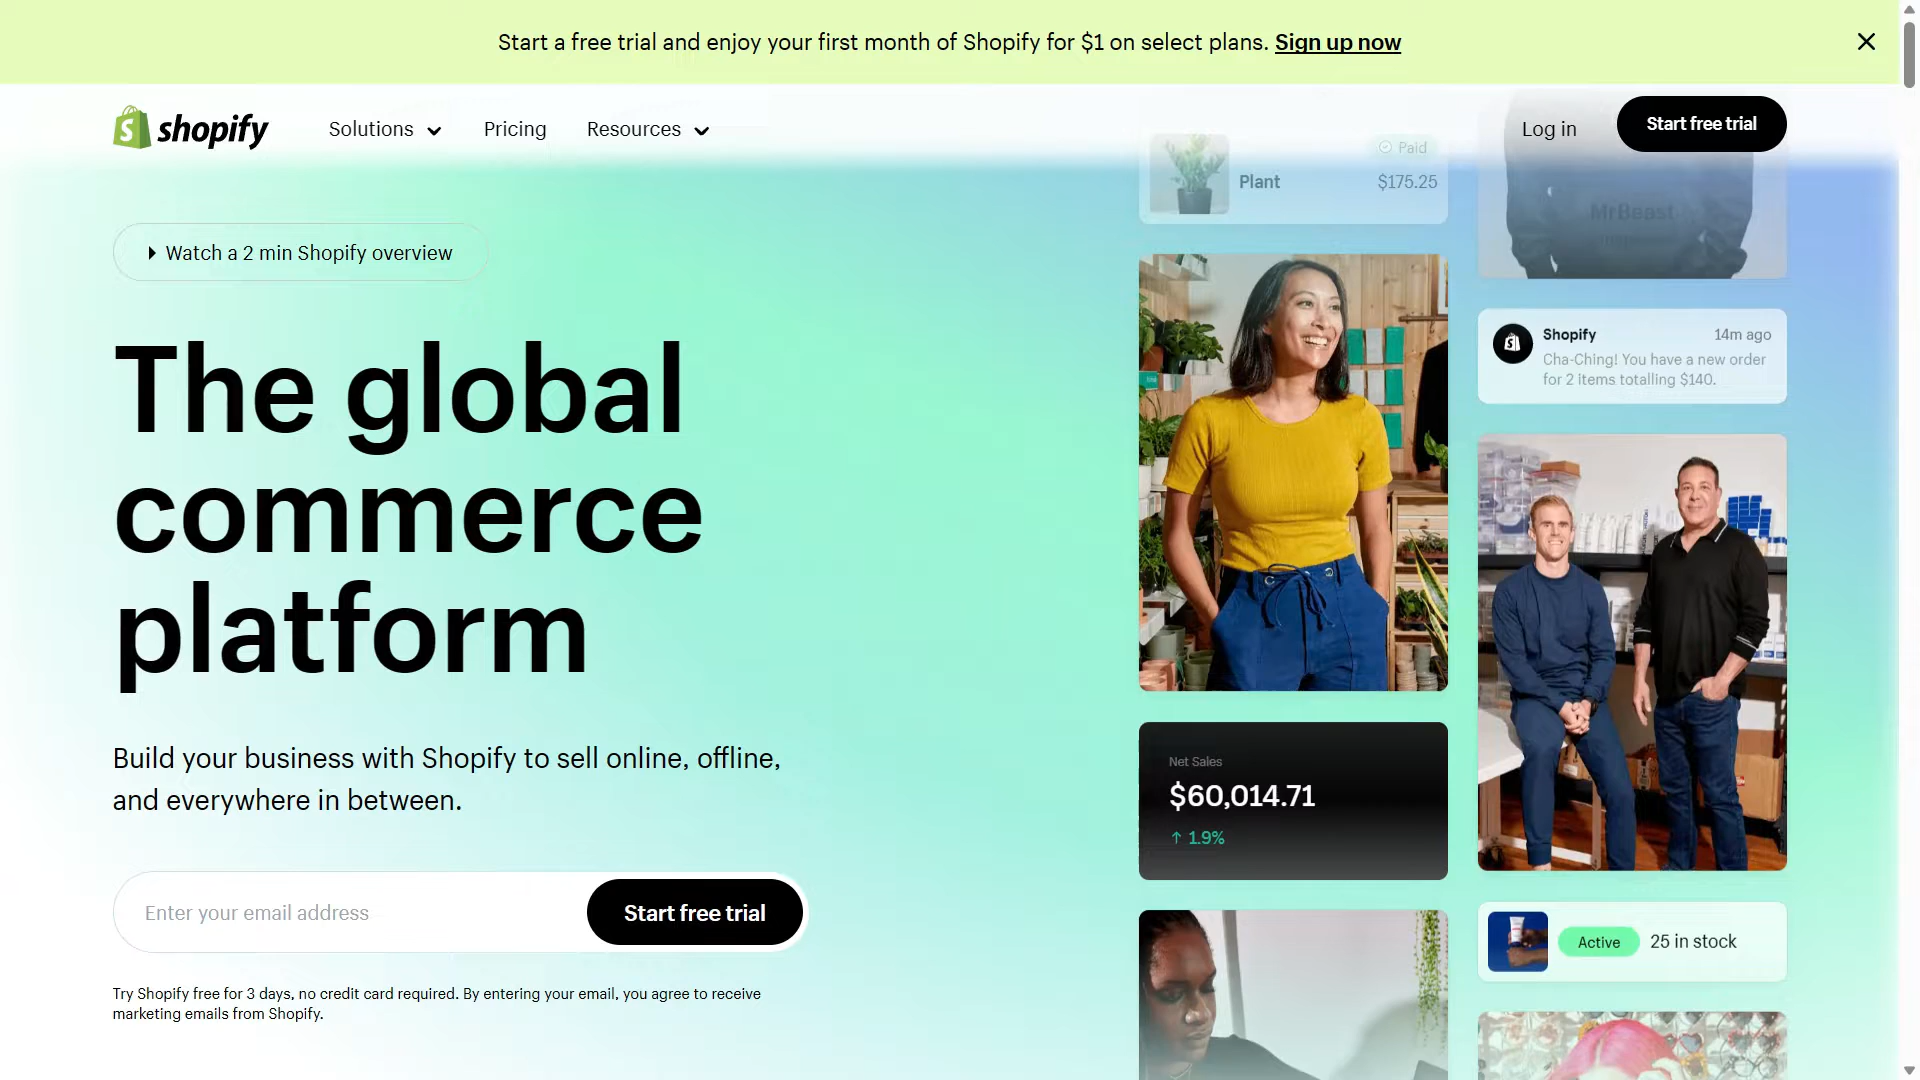 Start a free trial and enjoy your first month of Shopify for $1 on select plans. Sign up now
shopify
Solutions
Pricing
Resources
Log in
Start free trial
Watch a 2 min Shopify overview
The global
commerce
platform
Build your business with Shopify to sell online, offline,
and everywhere in between.
Enter your email address
Start free trial
Try Shopify free for 3 days, no credit card required. By entering your email, you agree to receive
marketing emails from Shopify.
Paid
Plant
$175.25
Net Sales
$60,014.71
↑ 1.9%
MrBeast
Shopify
14m ago
Cha-Ching! You have a new order
for 2 items totalling $140.
Active
25 in stock